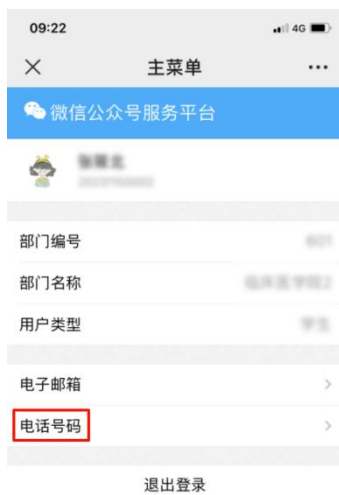 09:22
4G
主菜单
微信公众号服务平台
部门编号
部门名称
用户类型
电子邮箱
电话号码
退出登录